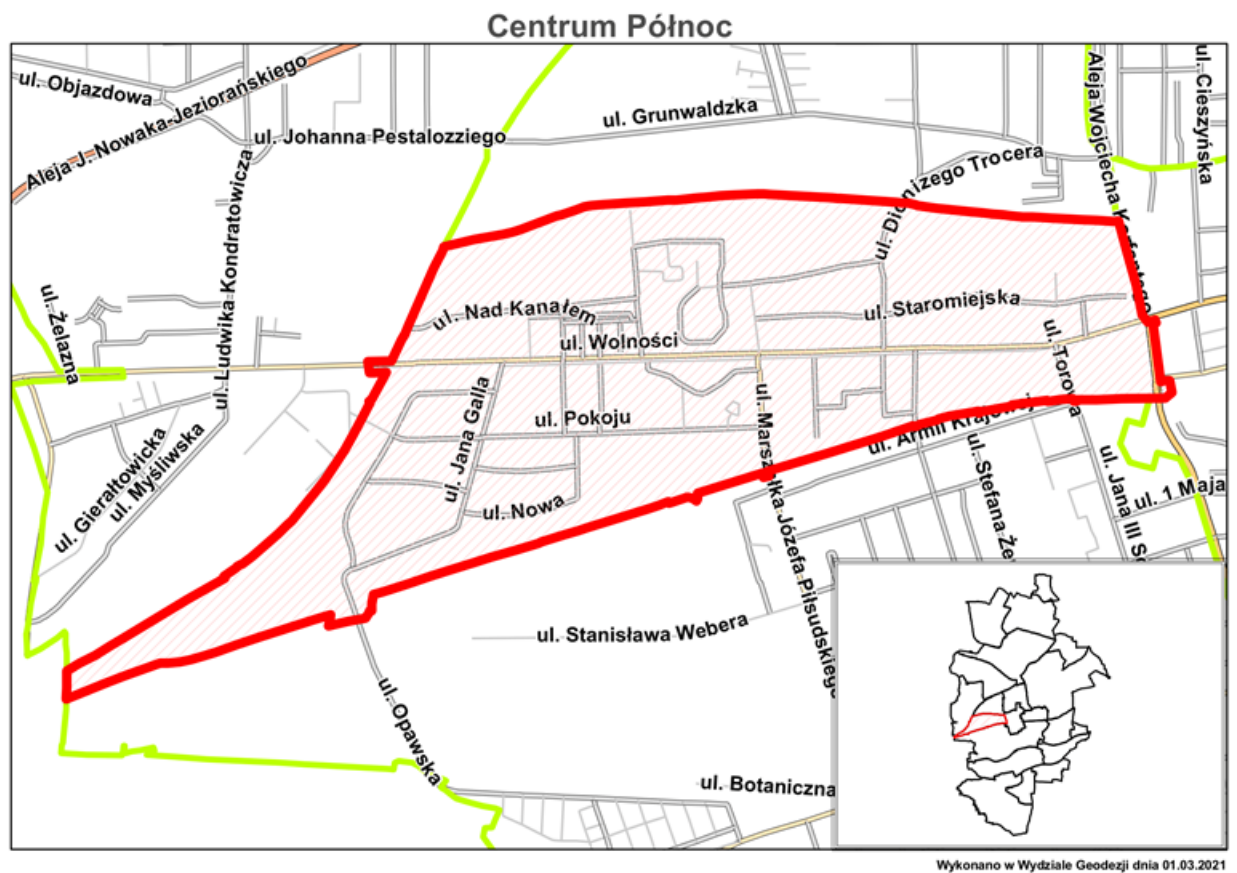 Centrum Północ
ul. Objazdowa
Aleja J. Nowaka-Jeziorańskiego
ul. Johanna Pestalozziego
ul. Grunwaldzka
Aleja Wojciecha Korfantego
ul. Cieszyńska
ul. Dionizego Trocera
ul. Ludwika Kondratowicza
ul. Żelazna
ul. Nad Kanałem
ul. Staromiejska
ul. Wolności
ul. Torowa
ul. Jana Galla
ul. Pokoju
ul. Marszałka Józefa Piłsudskiego
ul. Armii Krajowej
ul. Gierałtowicka
ul. Myśliwska
ul. Nowa
ul. Stefana Że
ul. Jana III So
ul. 1 Maja
ul. Stanisława Webera
ul. Opawska
ul. Botaniczna
Wykonano w Wydziale Geodezji dnia 01.03.2021